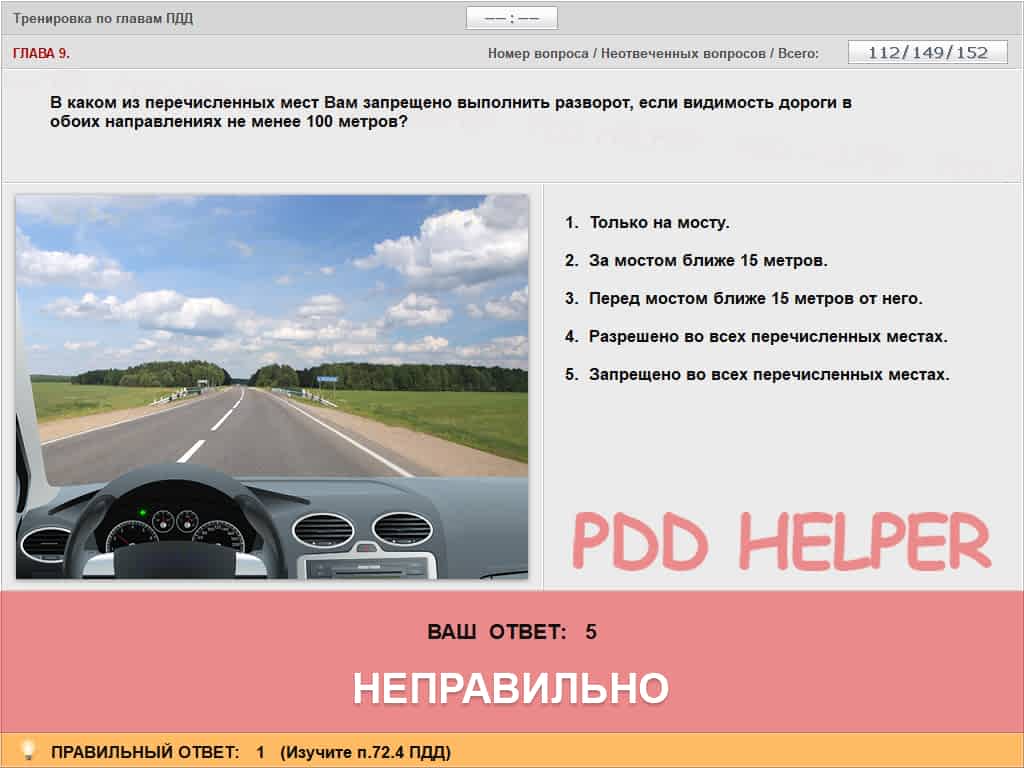 Тренировка по главам ПДД
—— : ——
ГЛАВА 9.
Номер вопроса / Неотвеченных вопросов / Всего:
112/149/152
В каком из перечисленных мест Вам запрещено выполнить разворот, если видимость дороги в
обоих направлениях не менее 100 метров?
1. Только на мосту.
2. За мостом ближе 15 метров.
3. Перед мостом ближе 15 метров от него.
4. Разрешено во всех перечисленных местах.
5. Запрещено во всех перечисленных местах.
PDD HELPER
ВАШ ОТВЕТ: 5
НЕПРАВИЛЬНО
ПРАВИЛЬНЫЙ ОТВЕТ: 1 (Изучите п.72.4 ПДД)